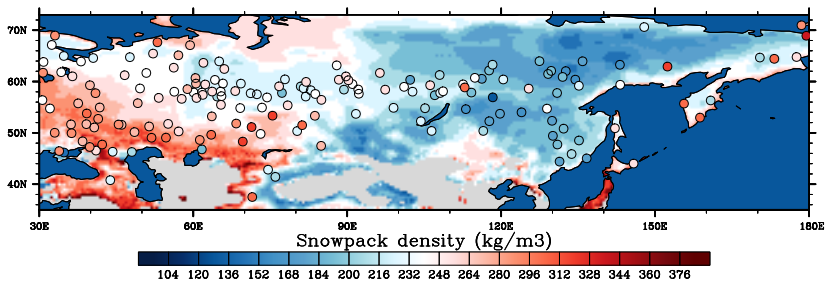 70N
60N
50N
40N
30E 60E 90E 120E 150E 180E
Snowpack density (kg/m3)
104 120 136 152 168 184 200 216 232 248 264 280 296 312 328 344 360 376